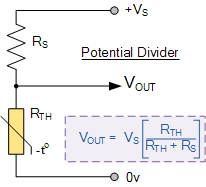 +VS
RS
Potential Divider
VOUT
RTH
-t°
VOUT = VS [ RTH / RTH + RS ]
0v